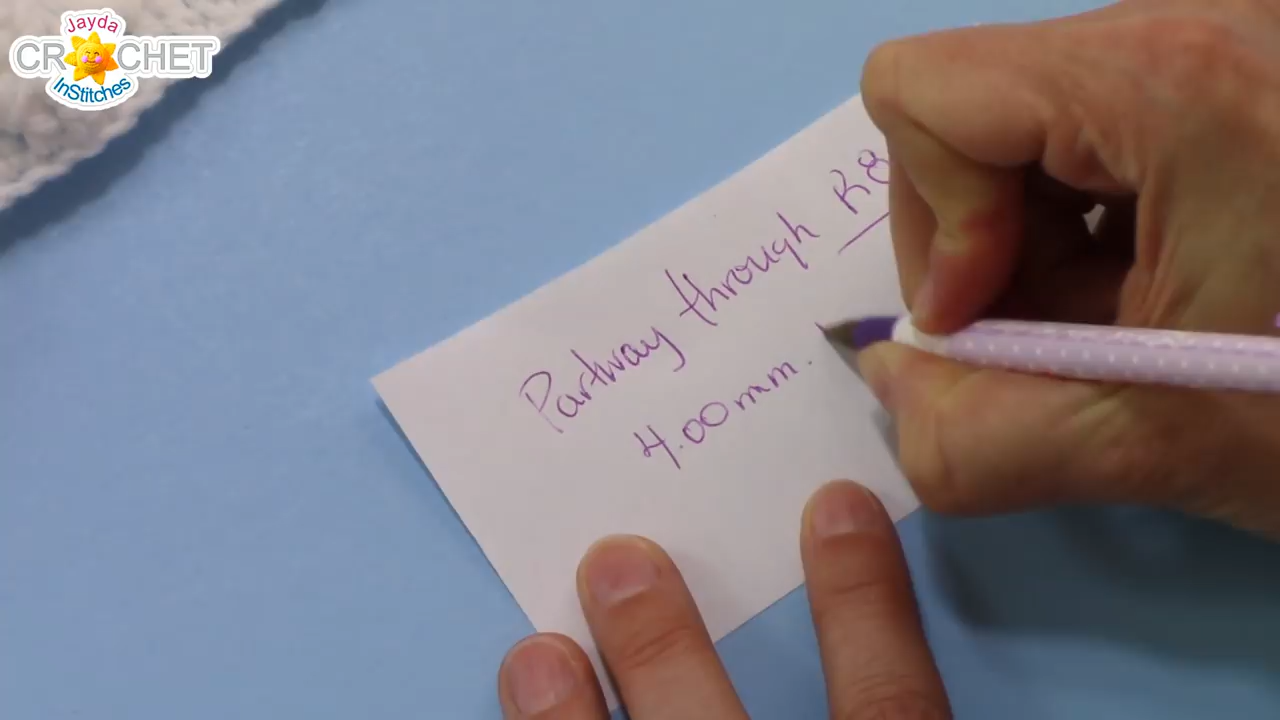 Jayda
CROCHET
InStitches
Partway through R8
4.00mm.